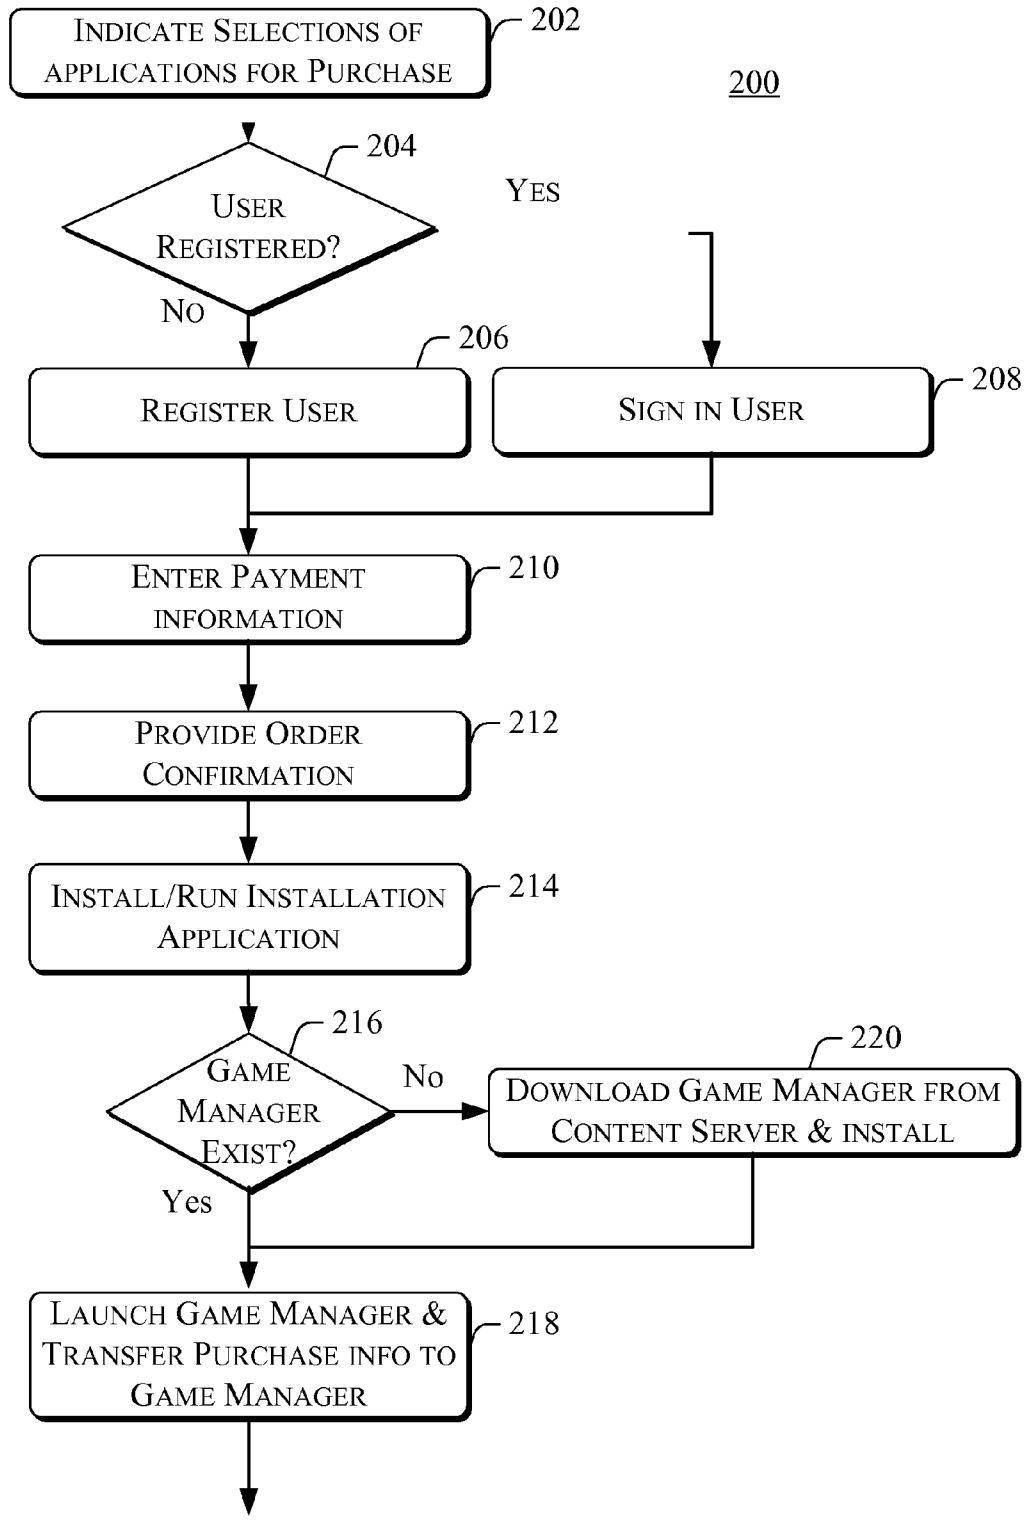 INDICATE SELECTIONS OF
APPLICATIONS FOR PURCHASE
202
200
204
USER
REGISTERED?
YES
NO
206
REGISTER USER
SIGN IN USER
208
ENTER PAYMENT
INFORMATION
210
PROVIDE ORDER
CONFIRMATION
212
INSTALL/RUN INSTALLATION
APPLICATION
214
216
GAME
MANAGER
EXIST?
No
220
DOWNLOAD GAME MANAGER FROM
CONTENT SERVER & INSTALL
Yes
LAUNCH GAME MANAGER &
TRANSFER PURCHASE INFO TO
GAME MANAGER
218